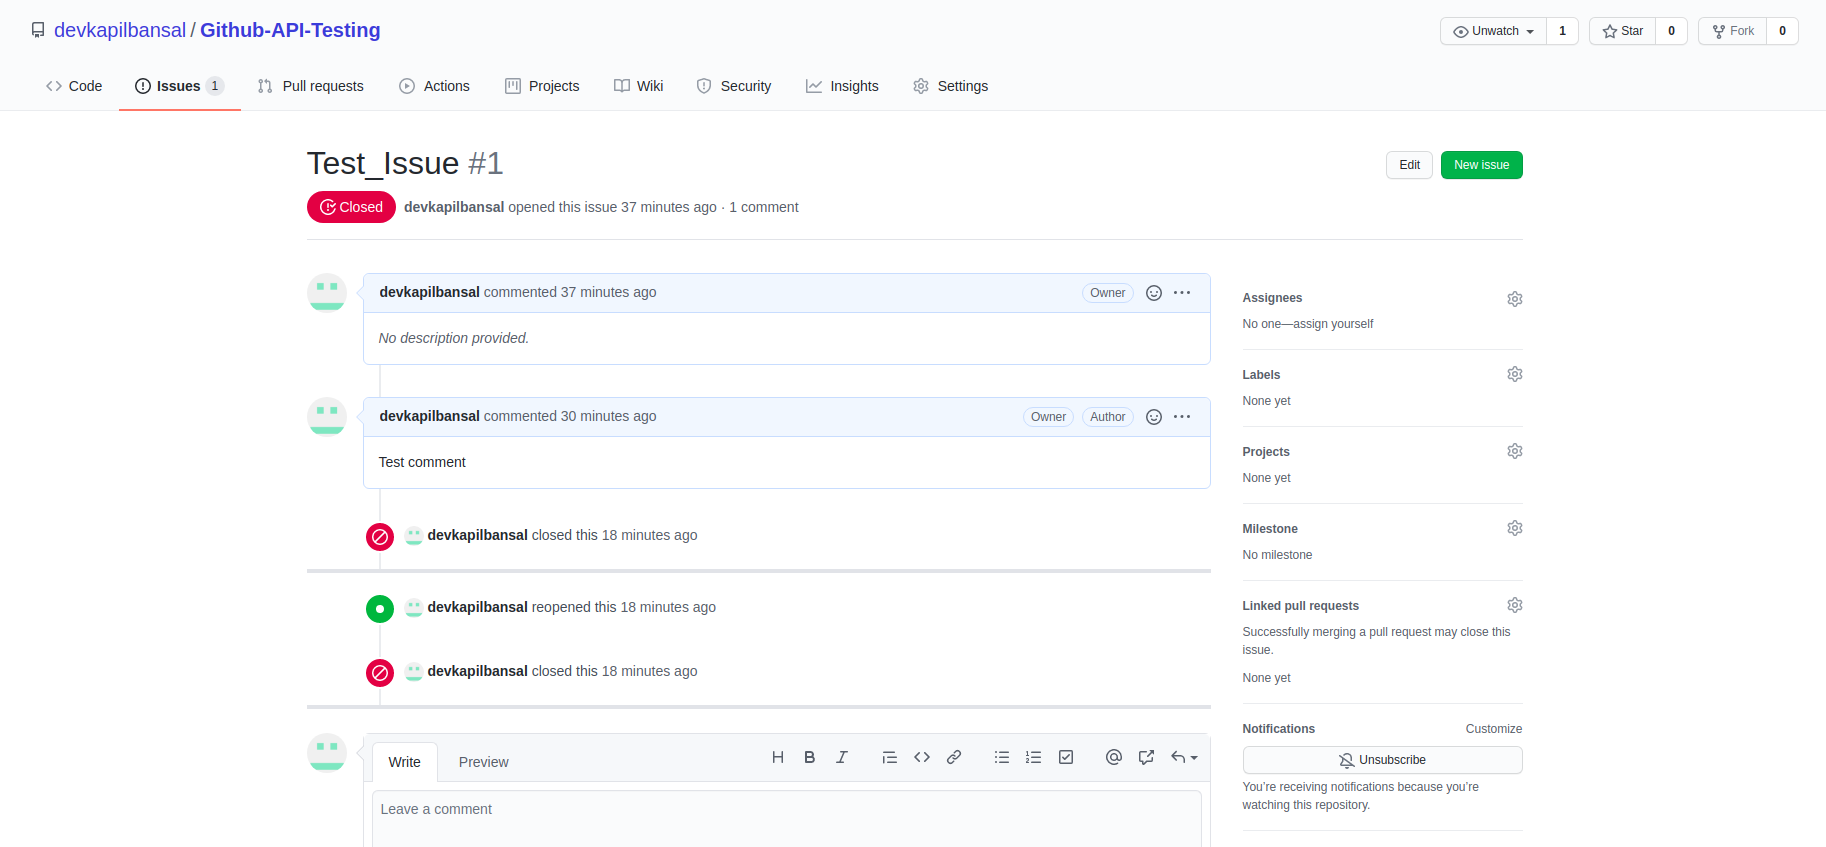 devkapilbansal / Github-API-Testing
Unwatch 1 Star 0 Fork 0
Code Issues 1 Pull requests Actions Projects Wiki Security Insights Settings
Test_Issue #1
Edit New issue
Closed devkapilbansal opened this issue 37 minutes ago · 1 comment
devkapilbansal commented 37 minutes ago Owner
No description provided.
devkapilbansal commented 30 minutes ago Owner Author
Test comment
devkapilbansal closed this 18 minutes ago
devkapilbansal reopened this 18 minutes ago
devkapilbansal closed this 18 minutes ago
Write Preview
Leave a comment
Assignees
No one—assign yourself
Labels
None yet
Projects
None yet
Milestone
No milestone
Linked pull requests
Successfully merging a pull request may close this
issue.
None yet
Notifications Customize
Unsubscribe
You’re receiving notifications because you’re
watching this repository.